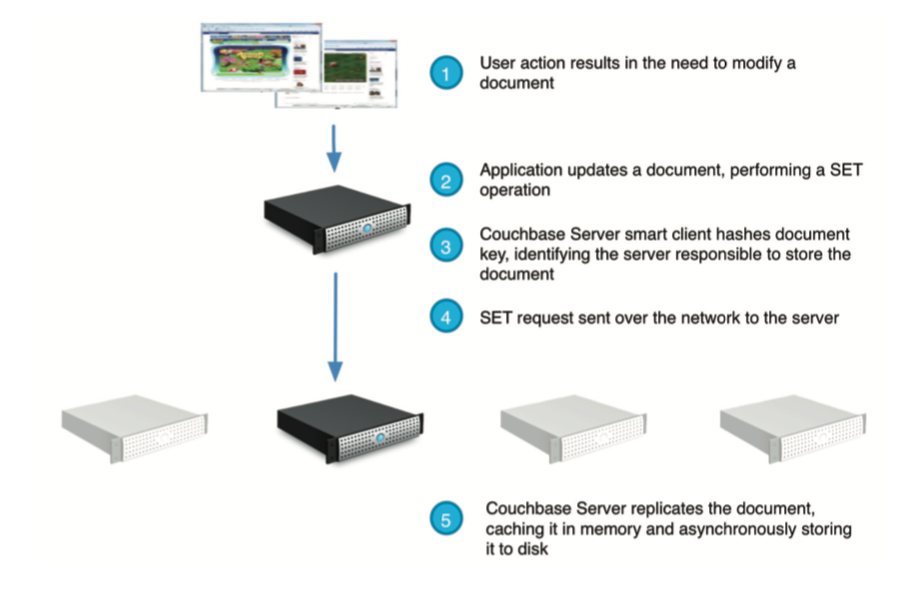 1
User action results in the need to modify a
document
2
Application updates a document, performing a SET
operation
3
Couchbase Server smart client hashes document
key, identifying the server responsible to store the
document
4
SET request sent over the network to the server
5
Couchbase Server replicates the document,
caching it in memory and asynchronously storing
it to disk